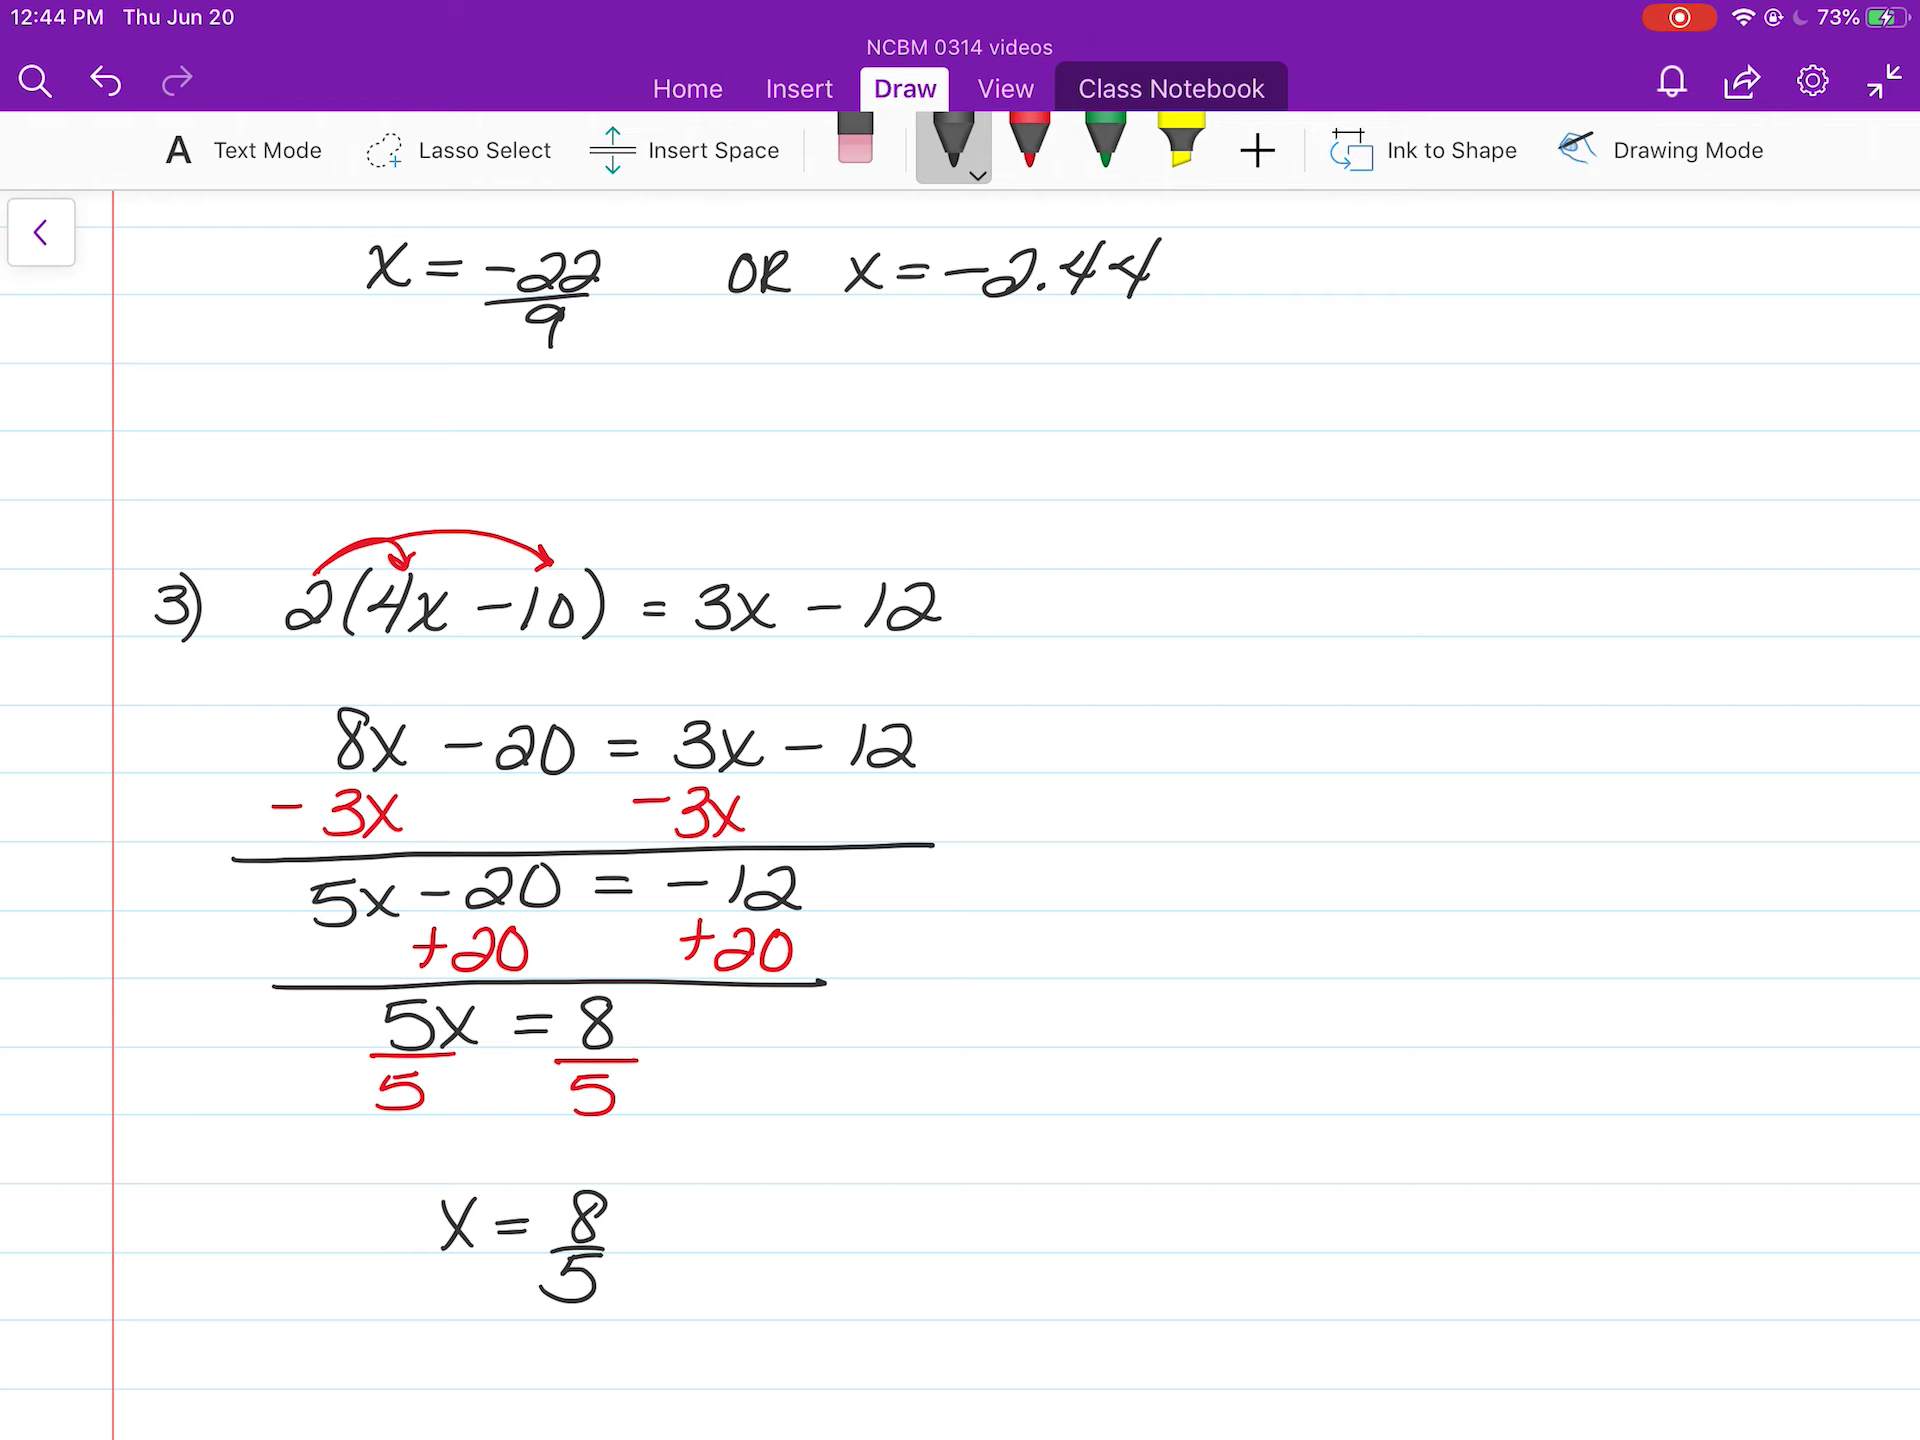 12:44 PM Thu Jun 20 73%
NCBM 0314 videos
Home Insert Draw View Class Notebook
A Text Mode Lasso Select Insert Space Ink to Shape Drawing Mode
x = -22/9 OR x = -2.44
3) 2(4x - 10) = 3x - 12
8x - 20 = 3x - 12
- 3x - 3x
5x - 20 = - 12
+20 +20
5x = 8
5 5
x = 8/5